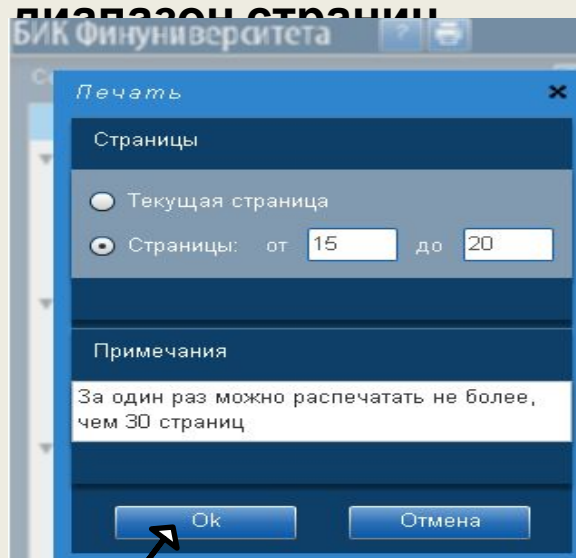 диапазон страниц
БИК Финуниверситета ?
Печать
Страницы
Текущая страница
Страницы: от 15 до 20
Примечания
За один раз можно распечатать не более,
чем 30 страниц
Ok Отмена